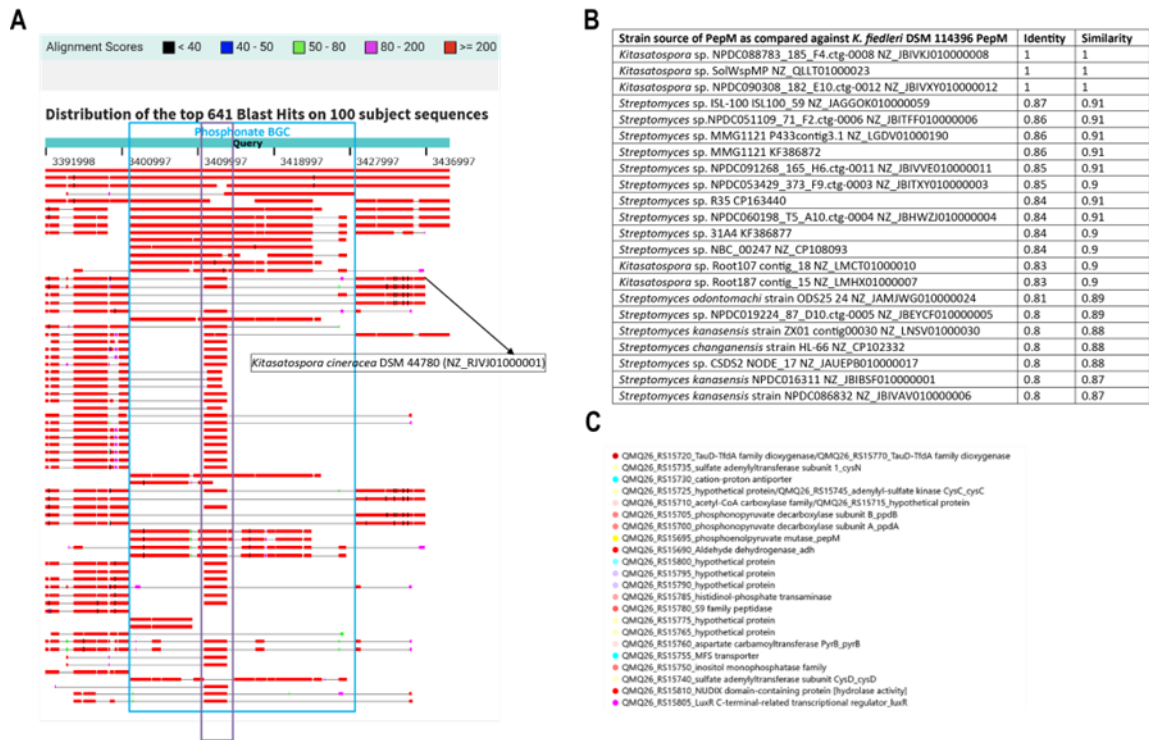 A
Alignment Scores
< 40
40 - 50
50 - 80
80 - 200
>= 200
Distribution of the top 641 Blast Hits on 100 subject sequences
Phosphonate BGC
Query
3391998
3400997
3409997
3418997
3427997
3436997
Kitasatospora cineracea DSM 44780 (NZ_RJVJ01000001)
B
Strain source of PepM as compared against K. fiedleri DSM 114396 PepM Identity Similarity
Kitasatospora sp. NPDC088783_185_F4.ctg-0008 NZ_JBIVKJ010000008 1 1
Kitasatospora sp. SolWspMP NZ_QLLT01000023 1 1
Kitasatospora sp. NPDC090308_182_E10.ctg-0012 NZ_JBIVXY010000012 1 1
Streptomyces sp. ISL-100 ISL100_59 NZ_JAGGOK010000059 0.87 0.91
Streptomyces sp.NPDC051109_71_F2.ctg-0006 NZ_JBITFF010000006 0.86 0.91
Streptomyces sp. MMG1121 P433contig3.1 NZ_LGDV01000190 0.86 0.91
Streptomyces sp. MMG1121 KF386872 0.86 0.91
Streptomyces sp. NPDC091268_165_H6.ctg-0011 NZ_JBIVVE010000011 0.85 0.91
Streptomyces sp. NPDC053429_373_F9.ctg-0003 NZ_JBITXY010000003 0.85 0.9
Streptomyces sp. R35 CP163440 0.84 0.91
Streptomyces sp. NPDC060198_T5_A10.ctg-0004 NZ_JBHWZJ010000004 0.84 0.91
Streptomyces sp. 31A4 KF386877 0.84 0.9
Streptomyces sp. NBC_00247 NZ_CP108093 0.84 0.9
Kitasatospora sp. Root107 contig_18 NZ_LMCT01000010 0.83 0.9
Kitasatospora sp. Root187 contig_15 NZ_LMHX01000007 0.83 0.9
Streptomyces odontomachi strain ODS25 24 NZ_JAMJWG010000024 0.81 0.89
Streptomyces sp. NPDC019224_87_D10.ctg-0005 NZ_JBEYCF010000005 0.8 0.89
Streptomyces kanasensis strain ZX01 contig00030 NZ_LNSV01000030 0.8 0.88
Streptomyces changanensis strain HL-66 NZ_CP102332 0.8 0.88
Streptomyces sp. CSDS2 NODE_17 NZ_JAUEPB010000017 0.8 0.88
Streptomyces kanasensis NPDC016311 NZ_JBIBSF010000001 0.8 0.87
Streptomyces kanasensis strain NPDC086832 NZ_JBIVAV010000006 0.8 0.87
C
QMQ26_RS15720_TauD-TfdA family dioxygenase/QMQ26_RS15770_TauD-TfdA family dioxygenase
QMQ26_RS15735_sulfate adenylyltransferase subunit 1_cysN
QMQ26_RS15730_cation-proton antiporter
QMQ26_RS15725_hypothetical protein/QMQ26_RS15745_adenylyl-sulfate kinase CysC_cysC
QMQ26_RS15710_acetyl-CoA carboxylase family/QMQ26_RS15715_hypothetical protein
QMQ26_RS15705_phosphonopyruvate decarboxylase subunit B_ppdB
QMQ26_RS15700_phosphonopyruvate decarboxylase subunit A_ppdA
QMQ26_RS15695_phosphoenolpyruvate mutase_pepM
QMQ26_RS15690_Aldehyde dehydrogenase_adh
QMQ26_RS15800_hypothetical protein
QMQ26_RS15795_hypothetical protein
QMQ26_RS15790_hypothetical protein
QMQ26_RS15785_histidinol-phosphate transaminase
QMQ26_RS15780_S9 family peptidase
QMQ26_RS15775_hypothetical protein
QMQ26_RS15765_hypothetical protein
QMQ26_RS15760_aspartate carbamoyltransferase PyrB_pyrB
QMQ26_RS15755_MFS transporter
QMQ26_RS15750_inositol monophosphatase family
QMQ26_RS15740_sulfate adenylyltransferase subunit CysD_cysD
QMQ26_RS15810_NUDIX domain-containing protein [hydrolase activity]
QMQ26_RS15805_LuxR C-terminal-related transcriptional regulator_luxR